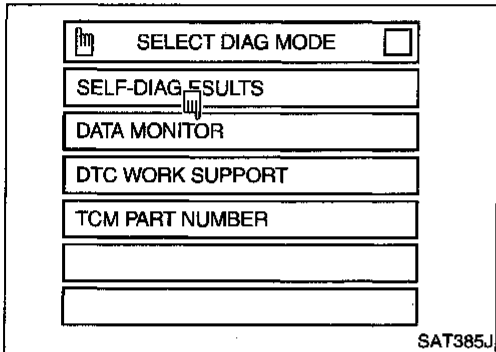 SELECT DIAG MODE
SELF-DIAG ESULTS
DATA MONITOR
DTC WORK SUPPORT
TCM PART NUMBER
SAT385J